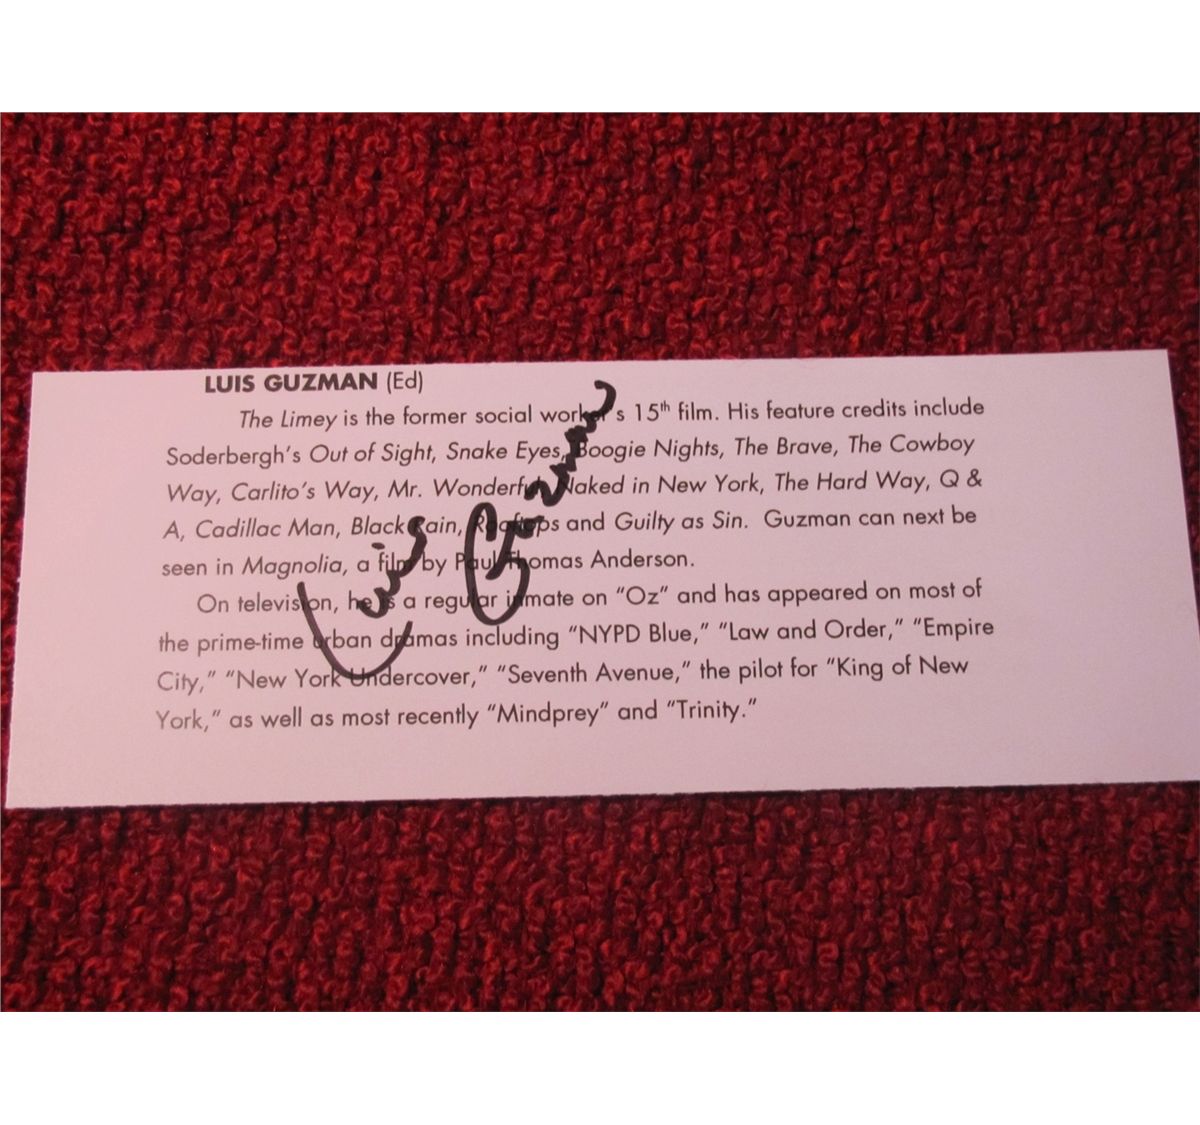 LUIS GUZMAN (Ed)
The Limey is the former social worker's 15th film. His feature credits include
Soderbergh's Out of Sight, Snake Eyes, Boogie Nights, The Brave, The Cowboy
Way, Carlito's Way, Mr. Wonderful, Naked in New York, The Hard Way, Q &
A, Cadillac Man, Black Rain, Rooftops and Guilty as Sin. Guzman can next be
seen in Magnolia, a film by Paul Thomas Anderson.
On television, he is a regular inmate on "Oz" and has appeared on most of
the prime-time urban dramas including "NYPD Blue," "Law and Order," "Empire
City," "New York Undercover," "Seventh Avenue," the pilot for "King of New
York," as well as most recently "Mindprey" and "Trinity."
Luis Guzman